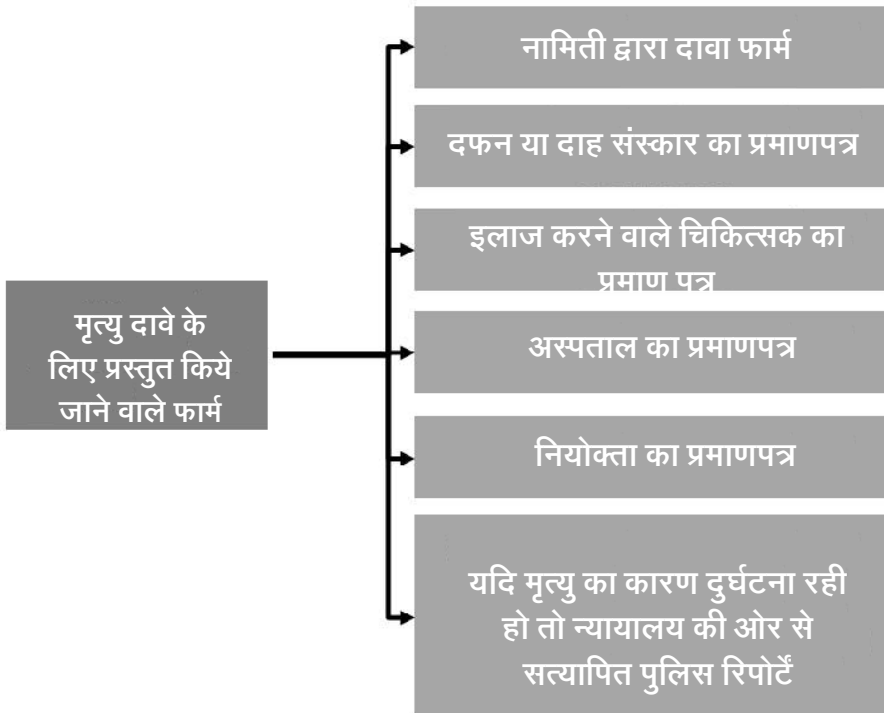 नामिती द्वारा दावा फार्म
दफन या दाह संस्कार का प्रमाणपत्र
इलाज करने वाले चिकित्सक का
प्रमाण पत्र
मृत्यु दावे के
लिए प्रस्तुत किये
जाने वाले फार्म
अस्पताल का प्रमाणपत्र
नियोक्ता का प्रमाणपत्र
यदि मृत्यु का कारण दुर्घटना रही
हो तो न्यायालय की ओर से
सत्यापित पुलिस रिपोर्टें